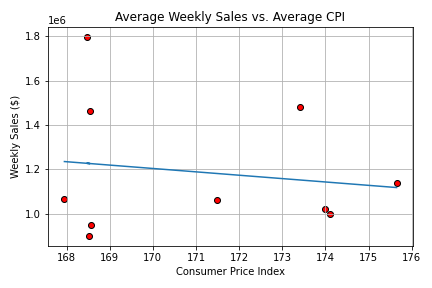 Average Weekly Sales vs. Average CPI
1e6
1.8
1.6
1.4
1.2
1.0
Weekly Sales ($)
168 169 170 171 172 173 174 175 176
Consumer Price Index